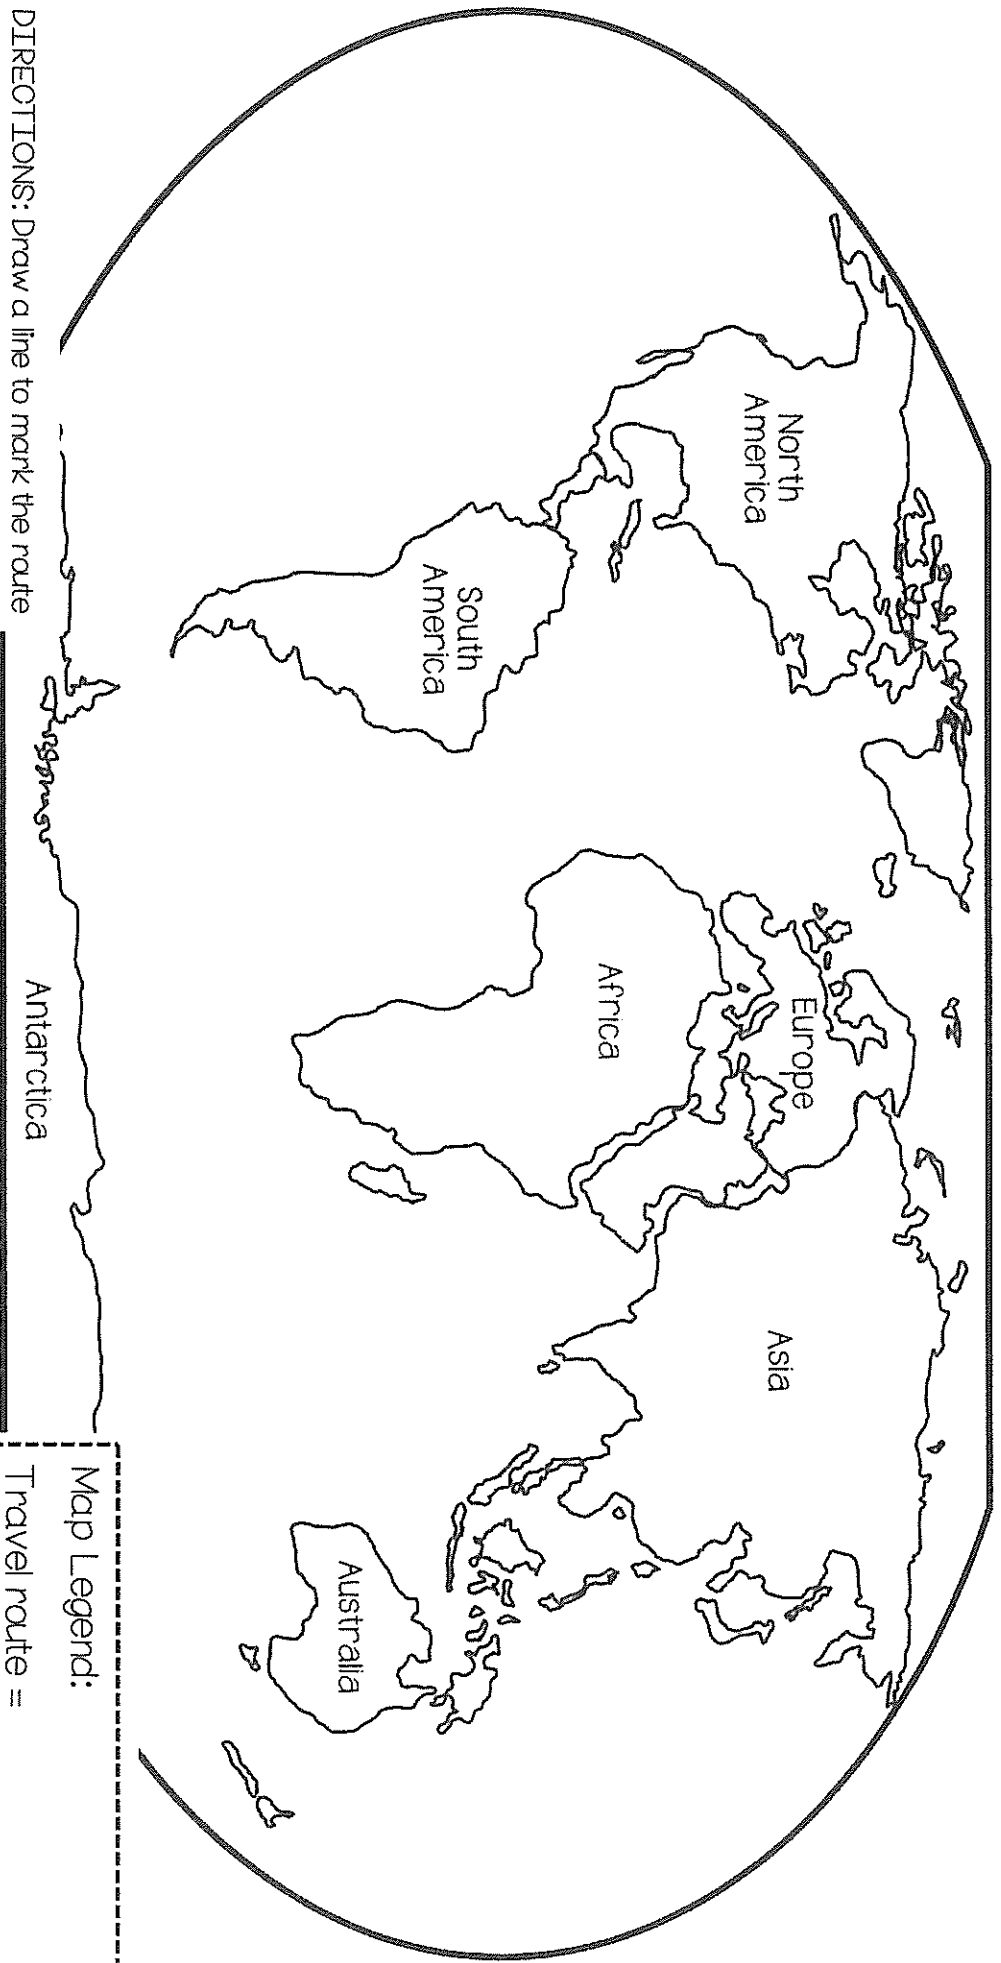 North
America
South
America
Europe
Africa
Asia
Australia
Antarctica
DIRECTIONS: Draw a line to mark the route
Map Legend:
Travel route =